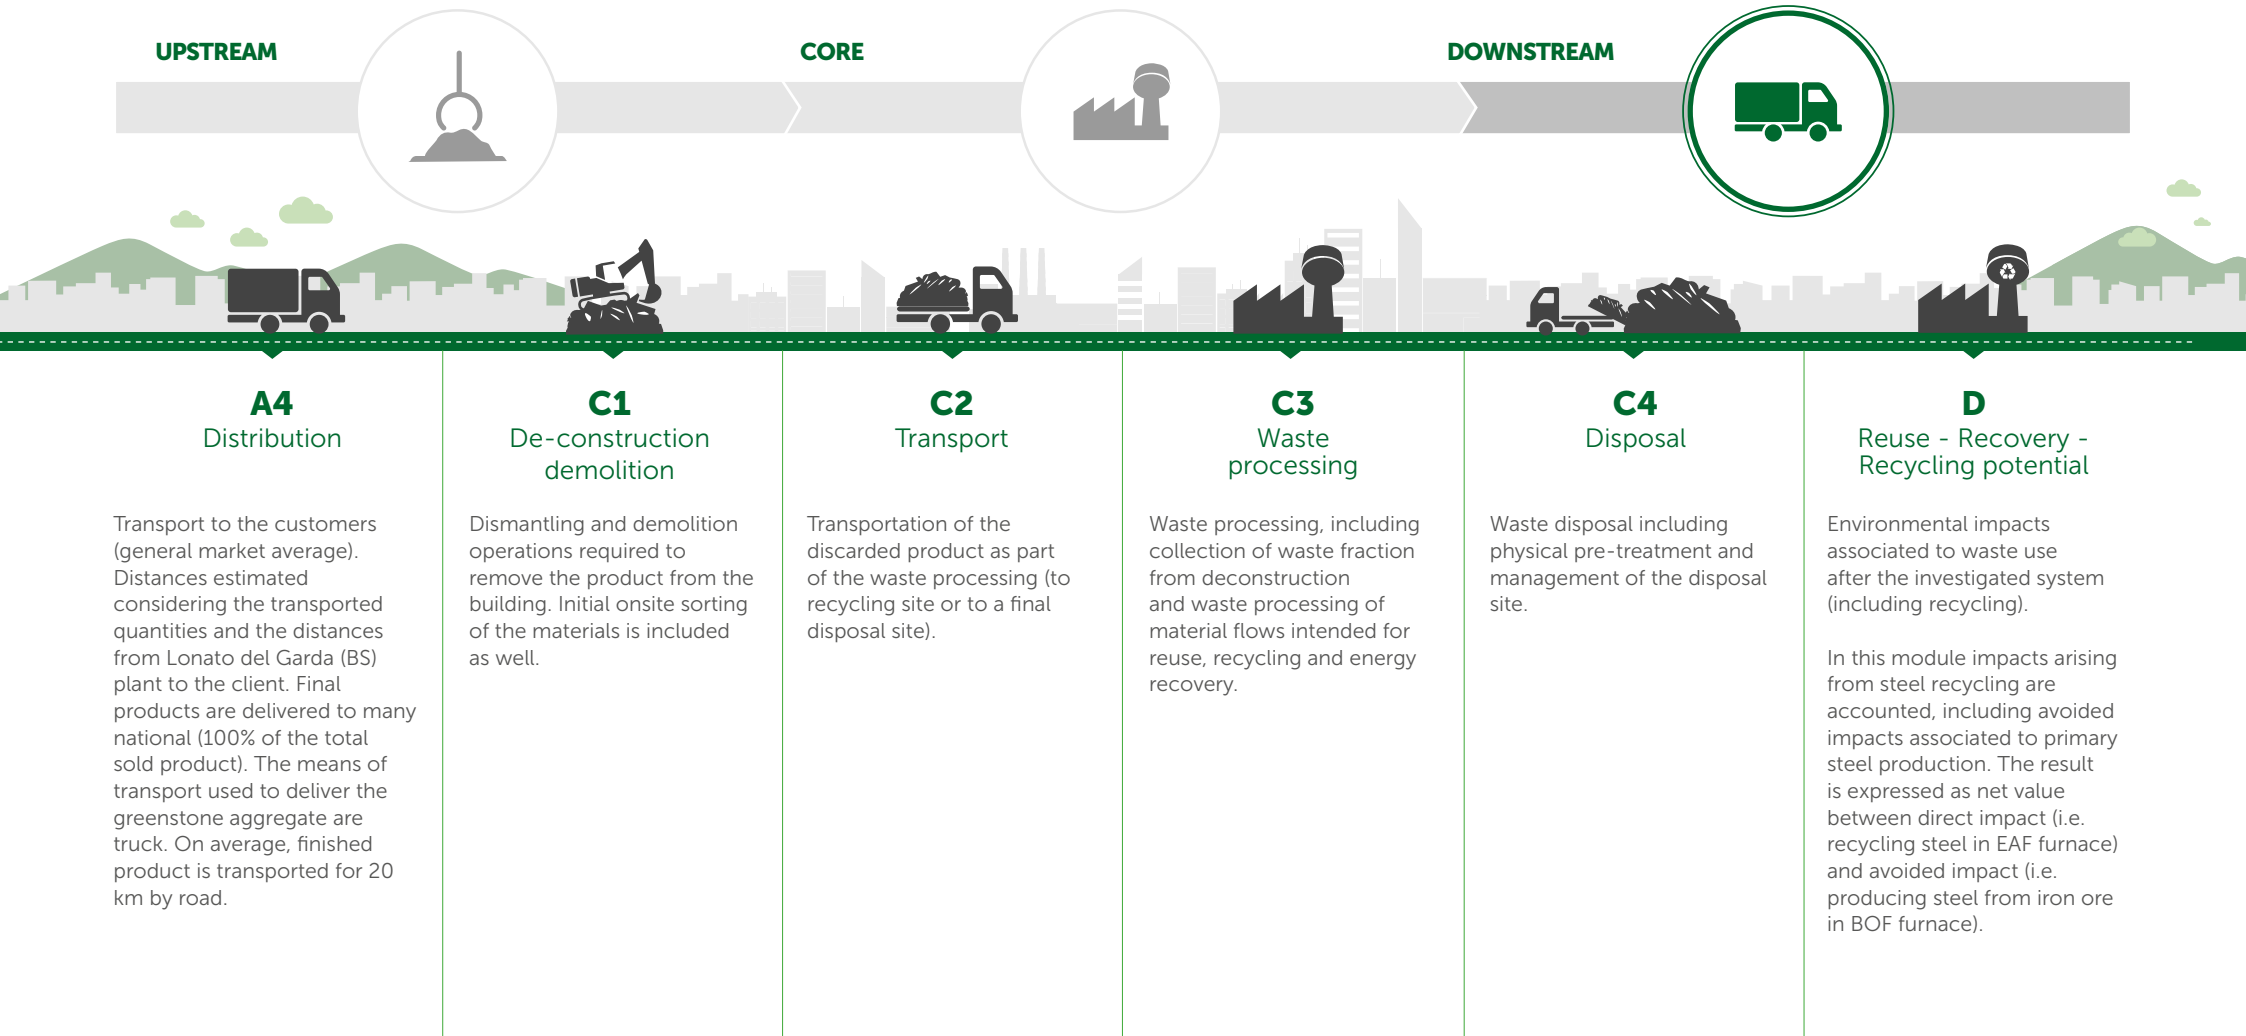 UPSTREAM
CORE
DOWNSTREAM
A4
Distribution
Transport to the customers
(general market average).
Distances estimated
considering the transported
quantities and the distances
from Lonato del Garda (BS)
plant to the client. Final
products are delivered to many
national (100% of the total
sold product). The means of
transport used to deliver the
greenstone aggregate are
truck. On average, finished
product is transported for 20
km by road.
C1
De-construction
demolition
Dismantling and demolition
operations required to
remove the product from the
building. Initial onsite sorting
of the materials is included
as well.
C2
Transport
Transportation of the
discarded product as part
of the waste processing (to
recycling site or to a final
disposal site).
C3
Waste
processing
Waste processing, including
collection of waste fraction
from deconstruction
and waste processing of
material flows intended for
reuse, recycling and energy
recovery.
C4
Disposal
Waste disposal including
physical pre-treatment and
management of the disposal
site.
D
Reuse - Recovery -
Recycling potential
Environmental impacts
associated to waste use
after the investigated system
(including recycling).
In this module impacts arising
from steel recycling are
accounted, including avoided
impacts associated to primary
steel production. The result
is expressed as net value
between direct impact (i.e.
recycling steel in EAF furnace)
and avoided impact (i.e.
producing steel from iron ore
in BOF furnace).